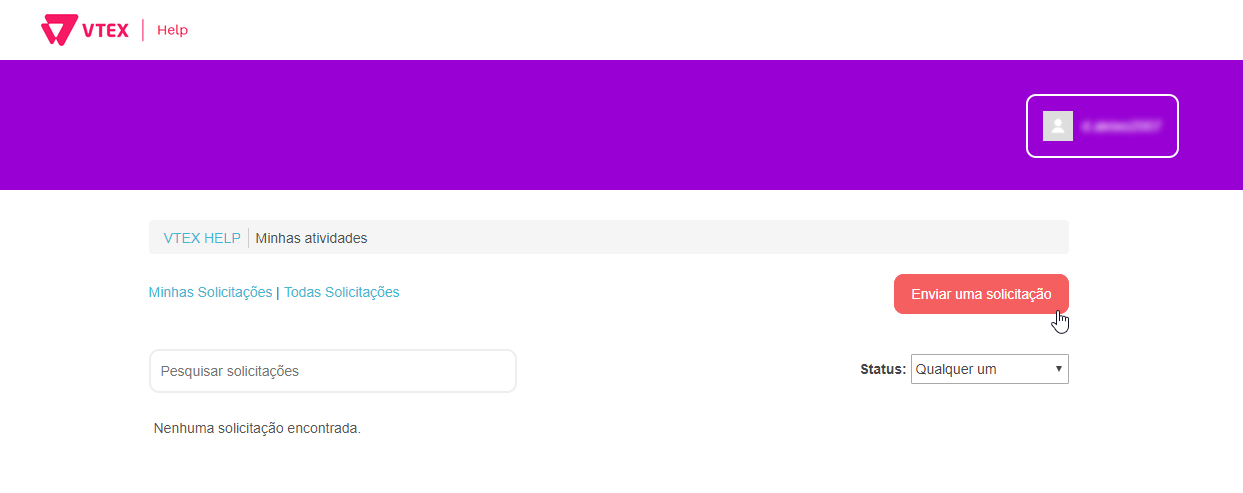 VTEX | Help
VTEX HELP | Minhas atividades
Minhas Solicitações | Todas Solicitações
Enviar uma solicitação
Pesquisar solicitações
Status: Qualquer um
Nenhuma solicitação encontrada.